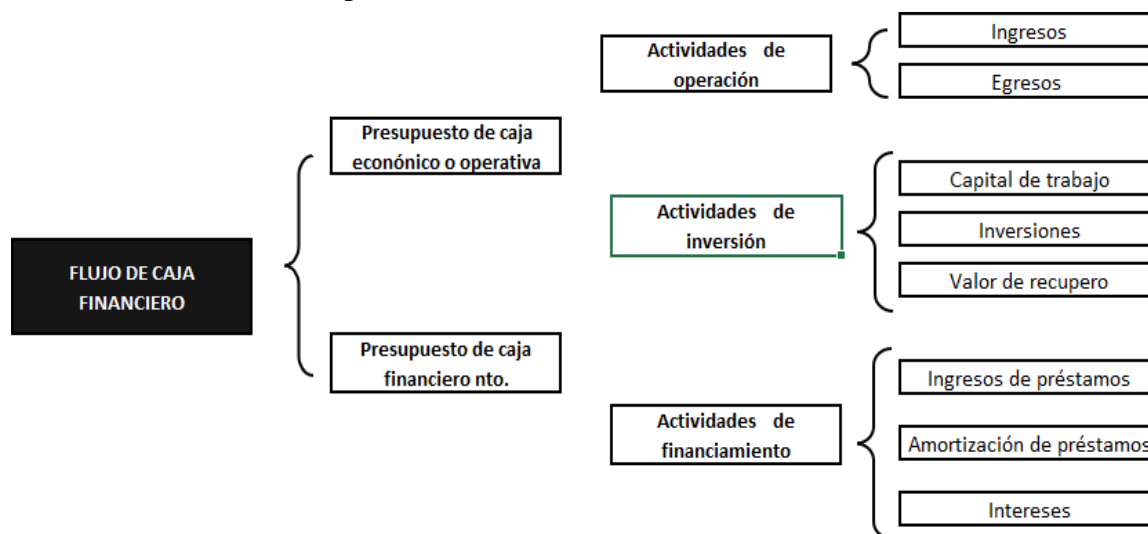 FLUJO DE CAJA
FINANCIERO
Presupuesto de caja
económico o operativa
Presupuesto de caja
financiero nto.
Actividades de
operación
Ingresos
Egresos
Actividades de
inversión
Capital de trabajo
Inversiones
Valor de recupero
Actividades de
financiamiento
Ingresos de préstamos
Amortización de préstamos
Intereses